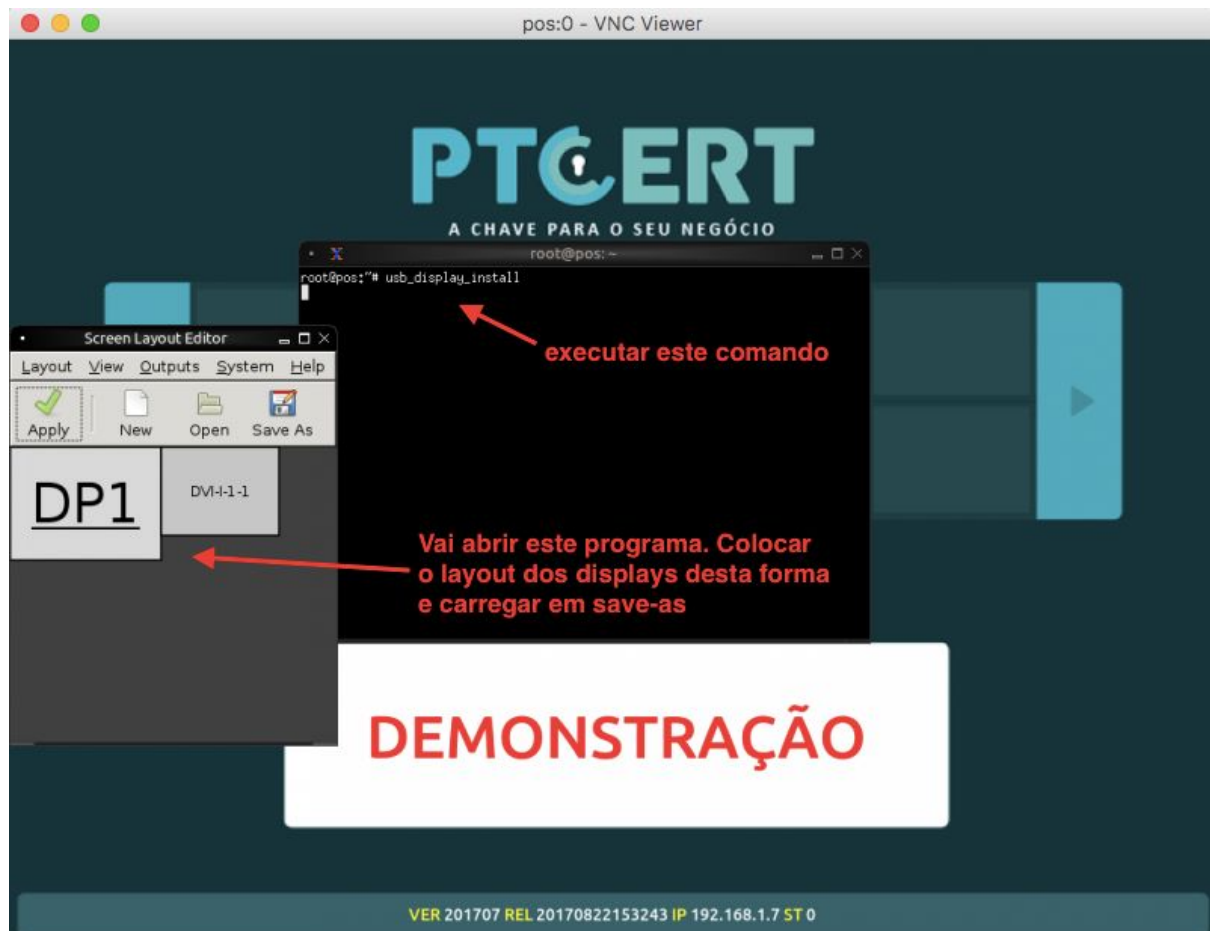 pos:0 - VNC Viewer
PTCERT
A CHAVE PARA O SEU NEGÓCIO
root@pos: ~
root@pos:~# usb_display_install
executar este comando
Screen Layout Editor
Layout View Outputs System Help
Apply New Open Save As
DP1 DVI-I-1-1
Vai abrir este programa. Colocar
o layout dos displays desta forma
e carregar em save-as
DEMONSTRAÇÃO
VER 201707 REL 20170822153243 IP 192.168.1.7 ST 0